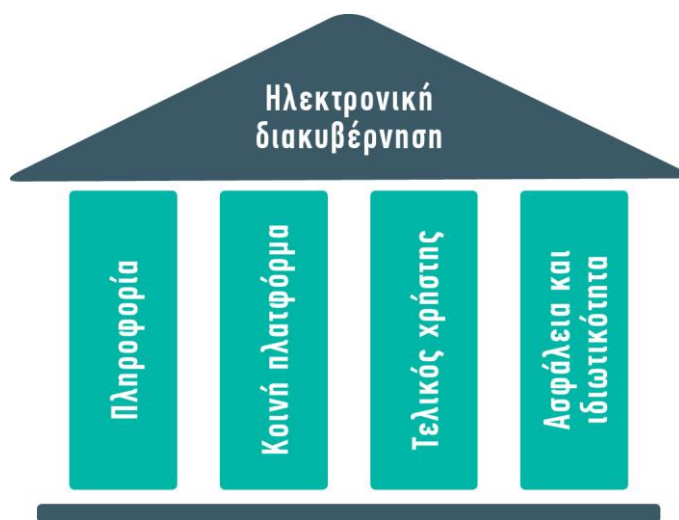 Ηλεκτρονική
διακυβέρνηση
Πληροφορία
Κοινή πλατφόρμα
Τελικός χρήστης
Ασφάλεια και
ιδιωτικότητα